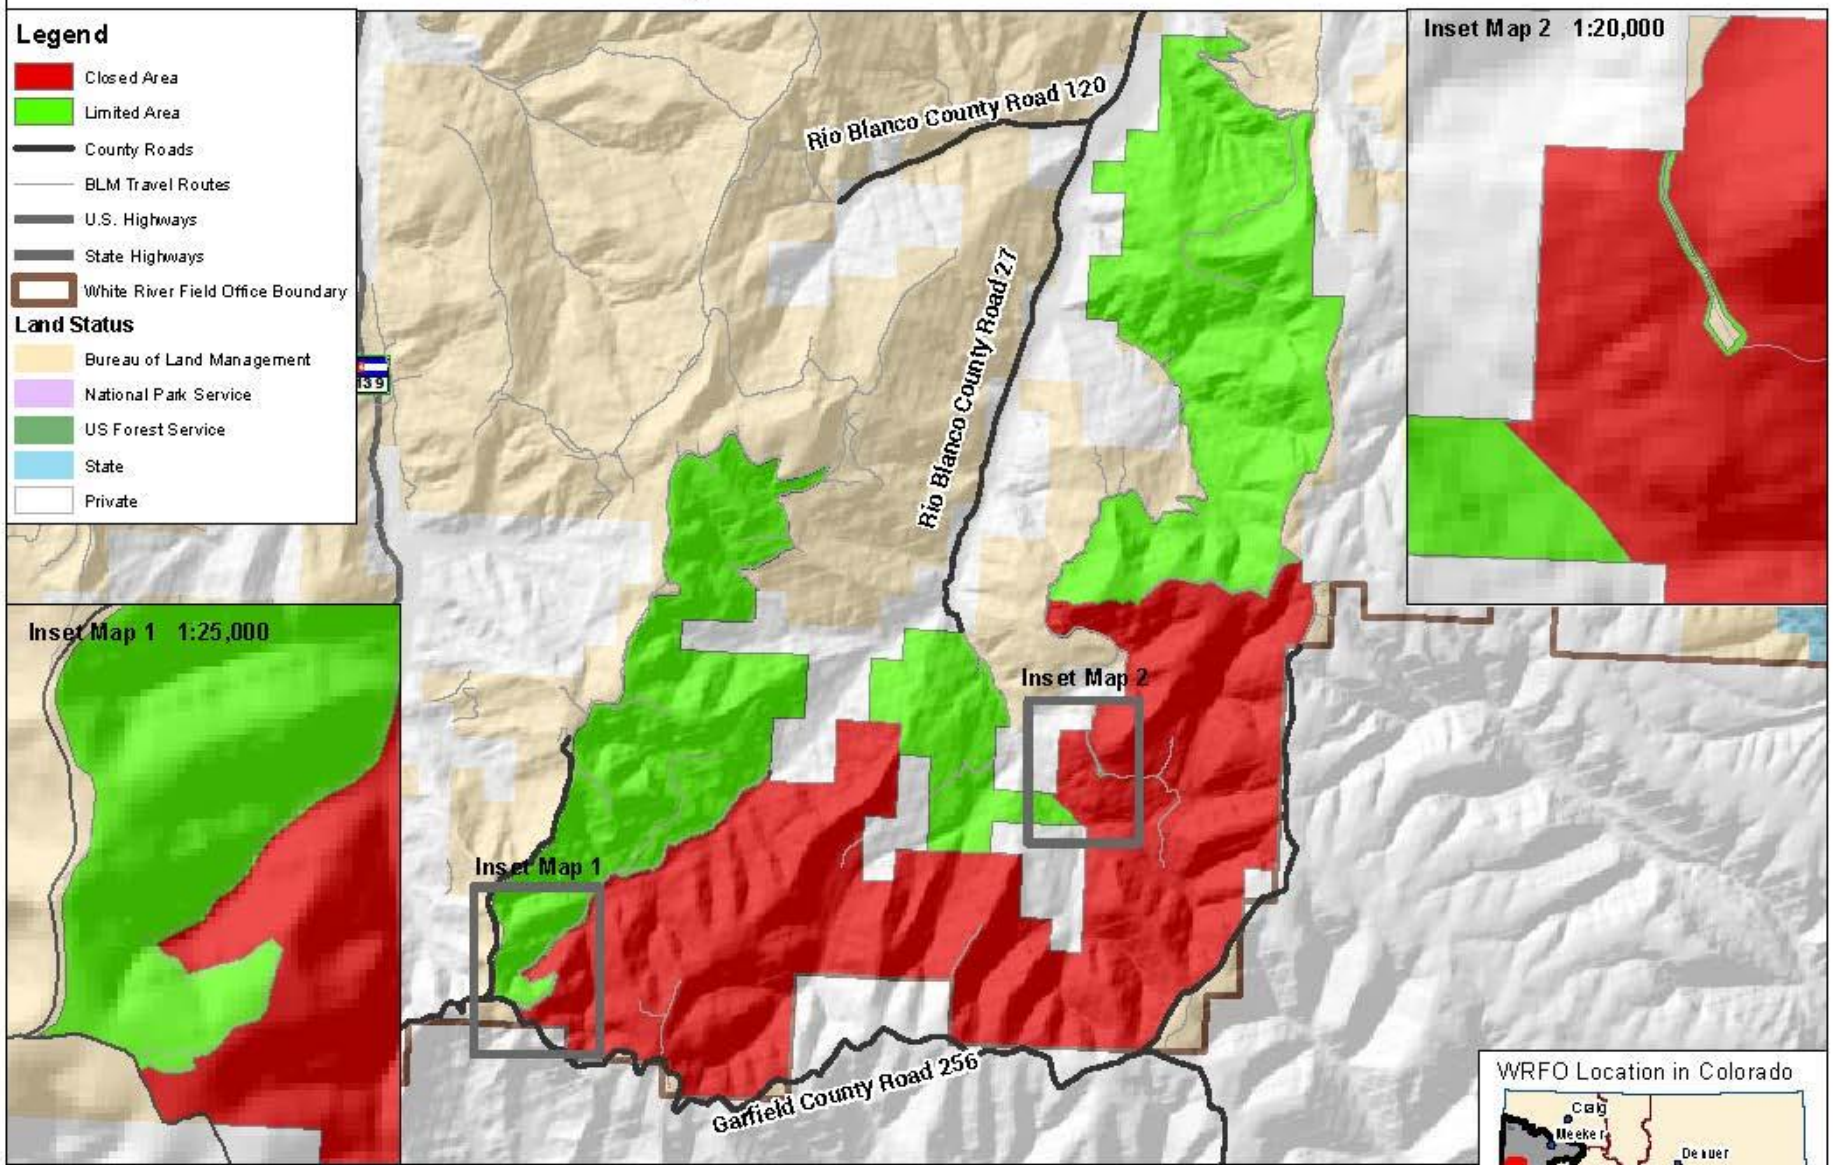 Legend
Closed Area
Limited Area
County Roads
BLM Travel Routes
U.S. Highways
State Highways
White River Field Office Boundary
Land Status
Bureau of Land Management
National Park Service
US Forest Service
State
Private
139
Rio Blanco County Road 120
Rio Blanco County Road 27
Inset Map 2 1:20,000
Inset Map 1 1:25,000
Inset Map 2
Inset Map 1
Garfield County Road 256
WRFO Location in Colorado
Craig
Meeker
Denver